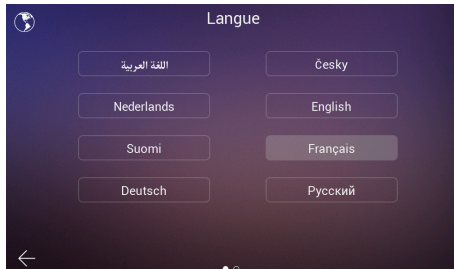 Langue
اللغة العربية
Česky
Nederlands
English
Suomi
Français
Deutsch
Русский